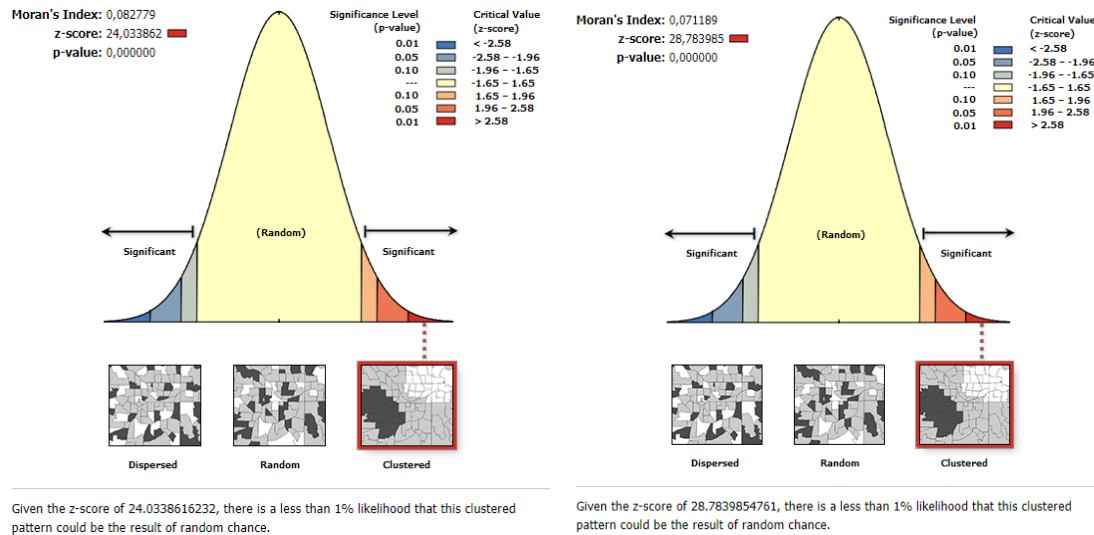 Moran's Index: 0,082779
z-score: 24,033862
p-value: 0,000000
Significance Level
(p-value)
Critical Value
(z-score)
0.01 < -2.58
0.05 -2.58 – -1.96
0.10 -1.96 – -1.65
--- -1.65 – 1.65
0.10 1.65 – 1.96
0.05 1.96 – 2.58
0.01 > 2.58
(Random)
Significant
Significant
Dispersed
Random
Clustered
Given the z-score of 24.0338616232, there is a less than 1% likelihood that this clustered
pattern could be the result of random chance.
Moran's Index: 0,071189
z-score: 28,783985
p-value: 0,000000
Significance Level
(p-value)
Critical Value
(z-score)
0.01 < -2.58
0.05 -2.58 – -1.96
0.10 -1.96 – -1.65
--- -1.65 – 1.65
0.10 1.65 – 1.96
0.05 1.96 – 2.58
0.01 > 2.58
(Random)
Significant
Significant
Dispersed
Random
Clustered
Given the z-score of 28.7839854761, there is a less than 1% likelihood that this clustered
pattern could be the result of random chance.